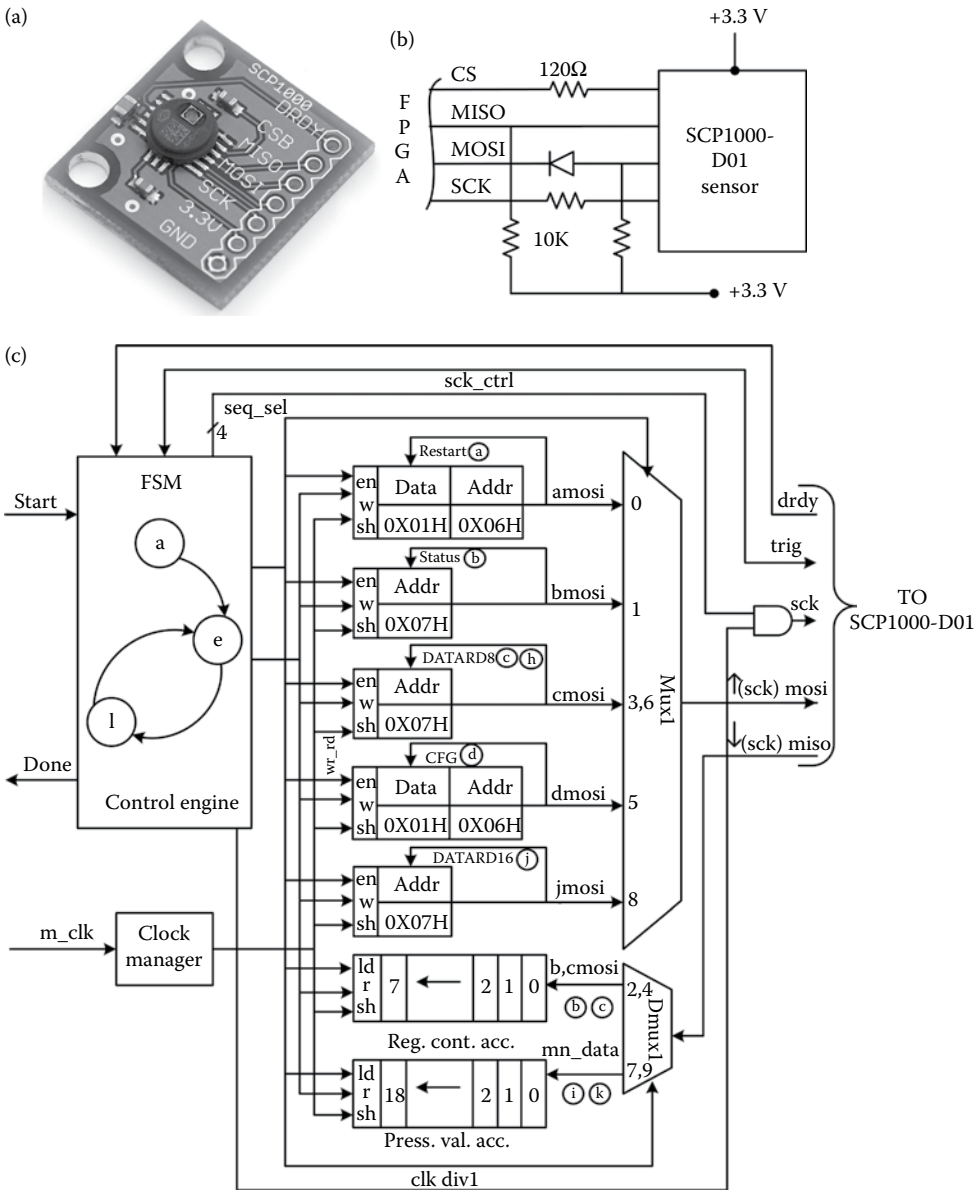 (a)
SCP1000
DRDY
CSB
MISO
MOSI
SCK
3.3V
GND
(b)
+3.3 V
F
P
G
A
CS
120Ω
MISO
MOSI
SCK
10K
SCP1000-
D01
sensor
+3.3 V
(c)
sck_ctrl
seq_sel
4
FSM
Start
a
e
l
Done
Control engine
m_clk
Clock
manager
wr_rd
Restart a
en
w
sh
Data
Addr
0X01H
0X06H
amosi
0
Status b
en
w
sh
Addr
0X07H
bmosi
1
DATARD8 c h
en
w
sh
Addr
0X07H
cmosi
3,6
Mux1
CFG d
en
w
sh
Data
Addr
0X01H
0X06H
dmosi
5
DATARD16 j
en
w
sh
Addr
0X07H
jmosi
8
ld
r
sh
7
2
1
0
b,cmosi
b c
2,4
Reg. cont. acc.
Dmux1
ld
r
sh
18
2
1
0
mn_data
i k
7,9
Press. val. acc.
clk div1
drdy
trig
sck
(sck) mosi
(sck) miso
TO
SCP1000-D01